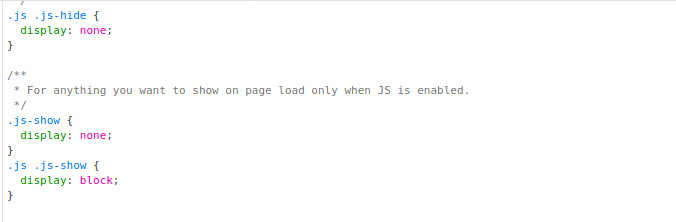 .js .js-hide {
  display: none;
}

/**
 * For anything you want to show on page load only when JS is enabled.
 */
.js-show {
  display: none;
}
.js .js-show {
  display: block;
}